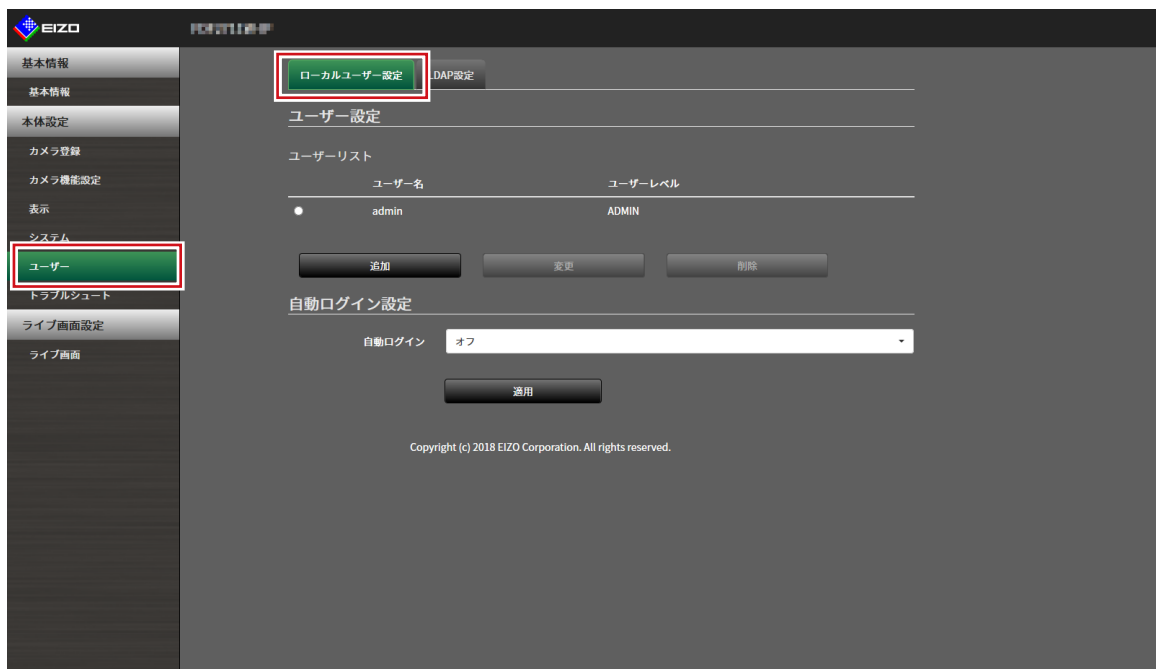 EIZO
基本情報
基本情報
本体設定
カメラ登録
カメラ機能設定
表示
システム
ユーザー
トラブルシュート
ライブ画面設定
ライブ画面
ローカルユーザー設定
LDAP設定
ユーザー設定
ユーザーリスト
ユーザー名 ユーザーレベル
admin ADMIN
追加 変更 削除
自動ログイン設定
自動ログイン オフ
適用
Copyright (c) 2018 EIZO Corporation. All rights reserved.